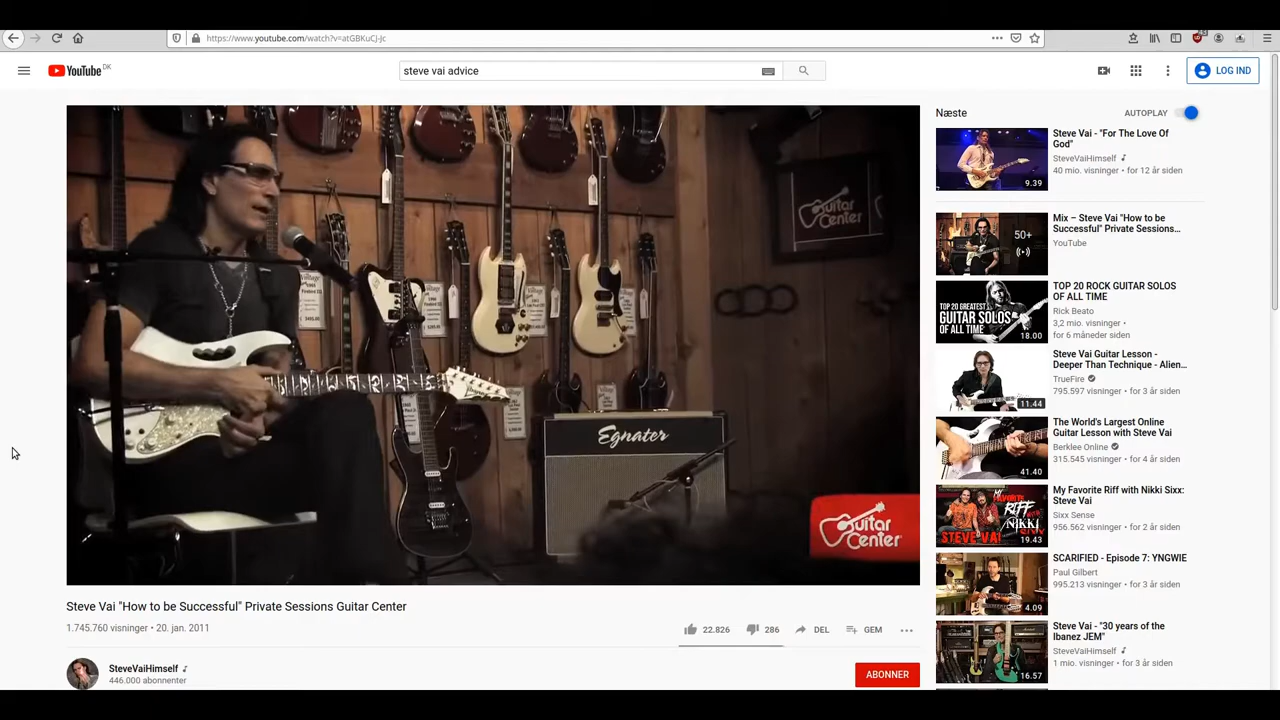 https://www.youtube.com/watch?v=atGBKuCJ-jc
YouTube DK
steve vai advice
LOG IND
Guitar Center
Egnater
Guitar Center
Steve Vai "How to be Successful" Private Sessions Guitar Center
1.745.760 visninger • 20. jan. 2011
22.826
286
DEL
GEM
SteveVaiHimself
446.000 abonnenter
ABONNER
Næste
AUTOPLAY
9.39
Steve Vai - "For The Love Of
God"
SteveVaiHimself
40 mio. visninger • for 12 år siden
50+
Mix – Steve Vai "How to be
Successful" Private Sessions...
YouTube
TOP 20 GREATEST
GUITAR SOLOS
OF ALL TIME
18.00
TOP 20 ROCK GUITAR SOLOS
OF ALL TIME
Rick Beato
3,2 mio. visninger •
for 6 måneder siden
11.44
Steve Vai Guitar Lesson -
Deeper Than Technique - Alien...
TrueFire
795.597 visninger • for 3 år siden
41.40
The World's Largest Online
Guitar Lesson with Steve Vai
Berklee Online
315.545 visninger • for 4 år siden
MY FAVORITE
RIFF WITH
NIKKI
SIXX
STEVE VAI
19.43
My Favorite Riff with Nikki Sixx:
Steve Vai
Sixx Sense
956.562 visninger • for 2 år siden
4.09
SCARIFIED - Episode 7: YNGWIE
Paul Gilbert
995.213 visninger • for 3 år siden
16.57
Steve Vai - "30 years of the
Ibanez JEM"
SteveVaiHimself
1 mio. visninger • for 3 år siden